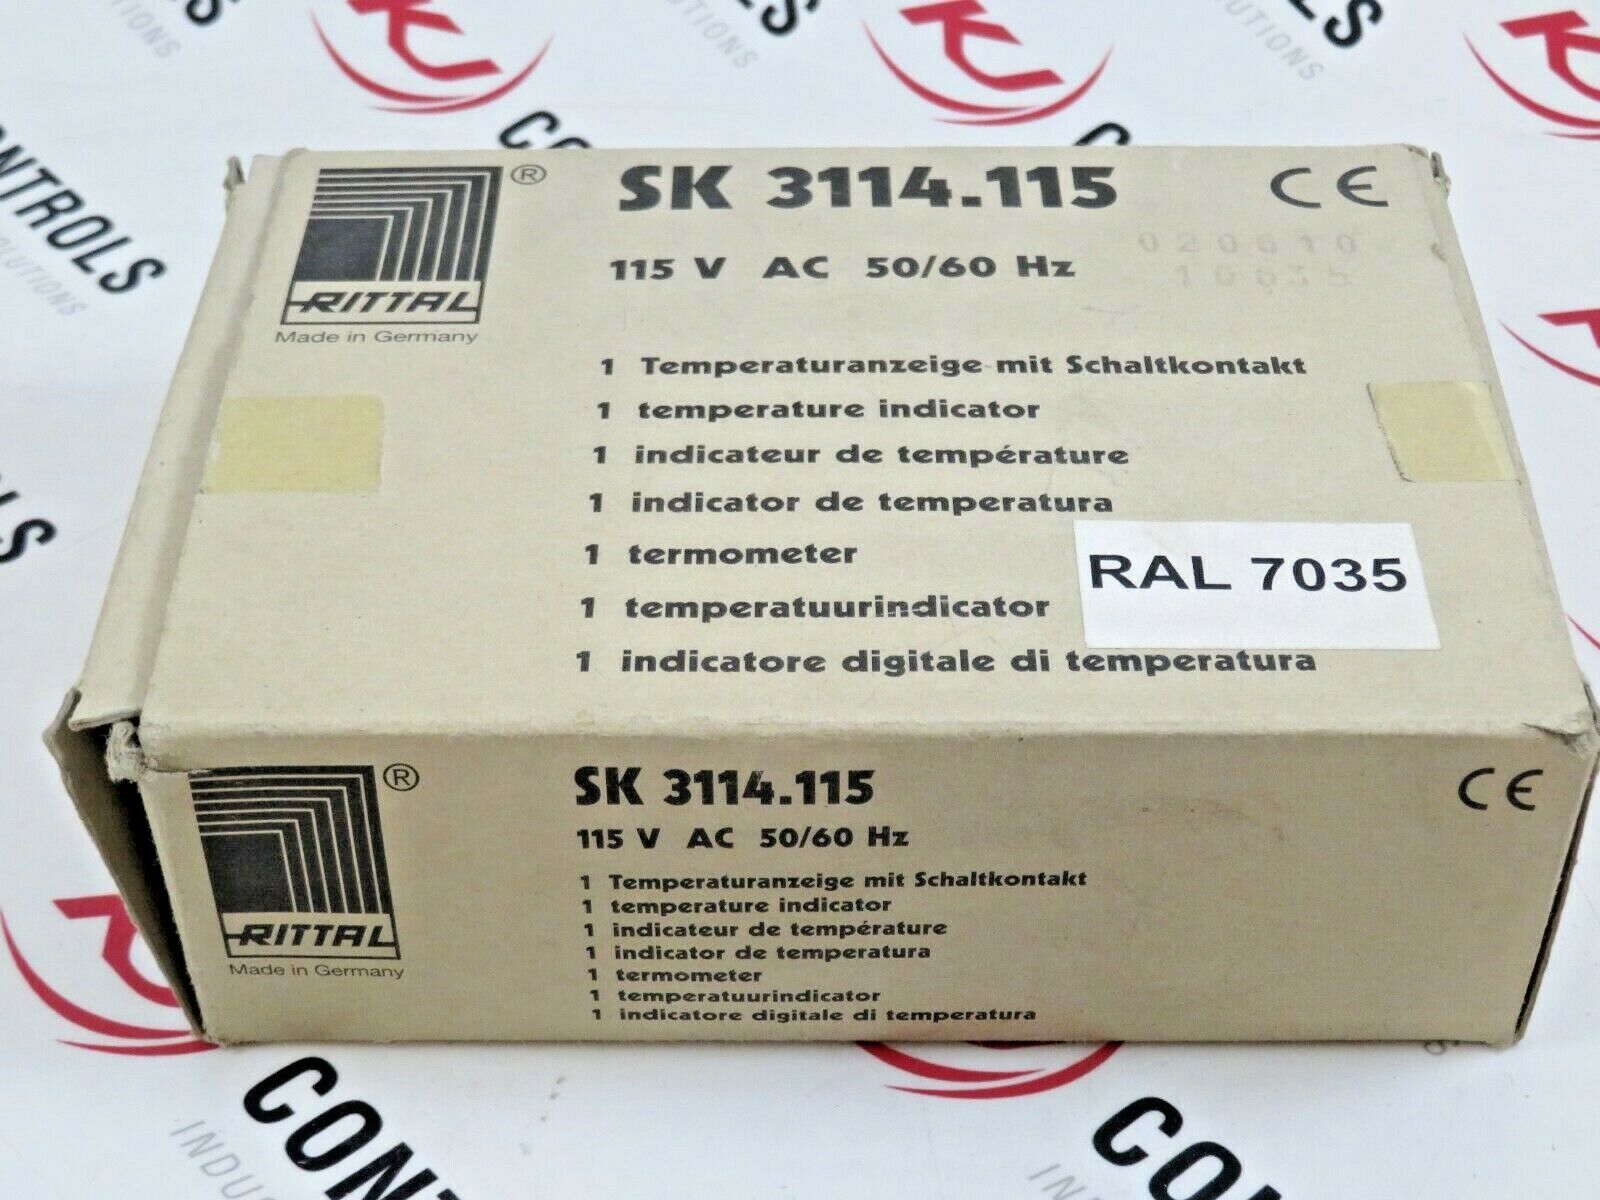 RITTAL ®
Made in Germany
SK 3114.115
CE
115 V AC 50/60 Hz
020610
10635
1 Temperaturanzeige mit Schaltkontakt
1 temperature indicator
1 indicateur de température
1 indicator de temperatura
1 termometer
1 temperatuurindicator
1 indicatore digitale di temperatura
RAL 7035
RITTAL ®
Made in Germany
SK 3114.115
CE
115 V AC 50/60 Hz
1 Temperaturanzeige mit Schaltkontakt
1 temperature indicator
1 indicateur de température
1 indicator de temperatura
1 termometer
1 temperatuurindicator
1 indicatore digitale di temperatura